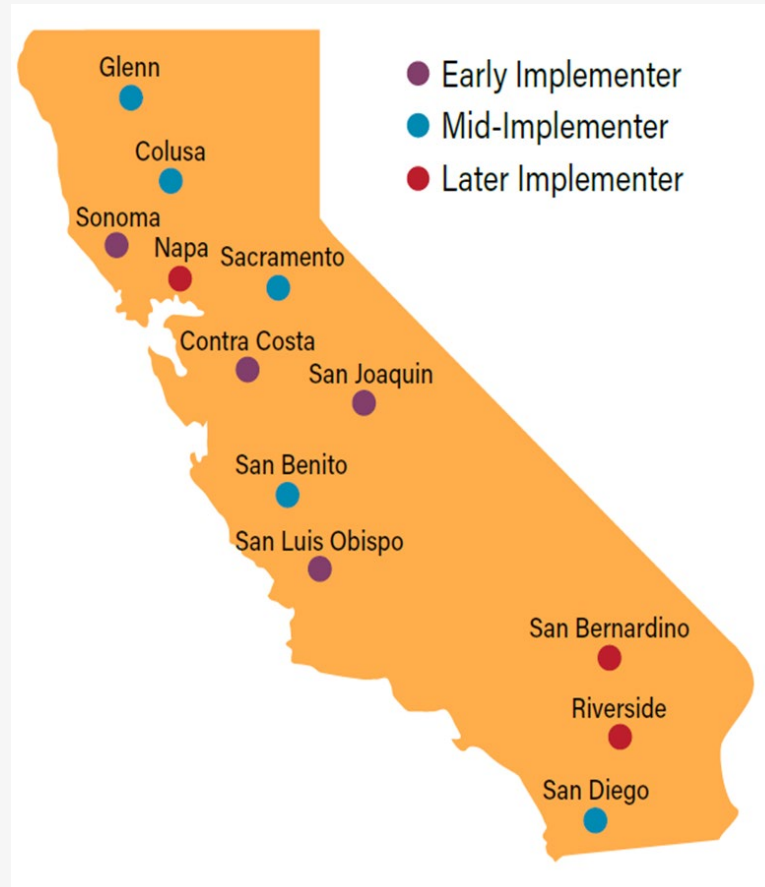 Glenn
Early Implementer
Mid-Implementer
Colusa
Later Implementer
Sonoma
Napa
Sacramento
Contra Costa
San Joaquin
San Benito
San Luis Obispo
San Bernardino
Riverside
San Diego